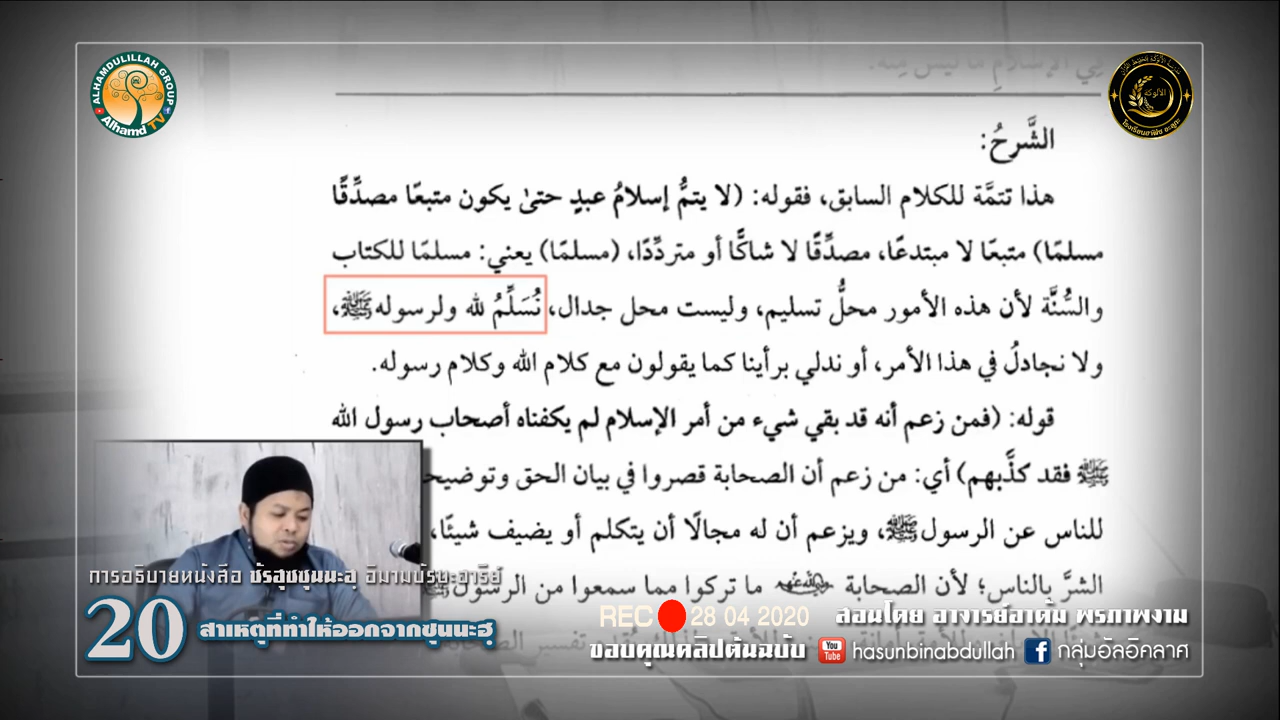 ALHAMDULILLAH GROUP
Alhamd TV
الألوكة
الشَّرحُ:
هذا تتمَّة للكلام السابق، فقوله: (لا يتمُّ إسلامُ عبدٍ حتىٰ يكون متبعًا مصدِّقًا
مسلمًا) متبعًا لا مبتدعًا، مصدِّقًا لا شاكًّا أو متردِّدًا، (مسلمًا) يعني: مسلمًا للكتاب
والسُّنَّة لأن هذه الأمور محلُّ تسليم، وليست محل جدال، نُسَلِّمُ لله ولرسوله ﷺ،
ولا نجادلُ في هذا الأمر، أو ندلي برأينا كما يقولون مع كلام الله وكلام رسوله.
قوله: (فمن زعم أنه قد بقي شيء من أمر الإسلام لم يكفناه أصحاب رسول الله
ﷺ فقد كذَّبهم) أي: من زعم أن الصحابة قصروا في بيان الحق وتوضيح
للناس عن الرسول ﷺ، ويزعم أن له مجالًا أن يتكلم أو يضيف شيئًا،
الشرَّ بالناس؛ لأن الصحابة ما تركوا مما سمعوا من الرسول
การอธิบายหนังสือ ชัรฮุซซุนนะฮฺ อิมามบัรบะฮารีย์
20 สาเหตุที่ทำให้ออกจากซุนนะฮฺ
REC 28 04 2020 สอนโดย อาจารย์อาดัม พรภาพงาม
ขอบคุณคลิปต้นฉบับ You Tube hasunbinabdullah f กลุ่มอัลอิคลาศ